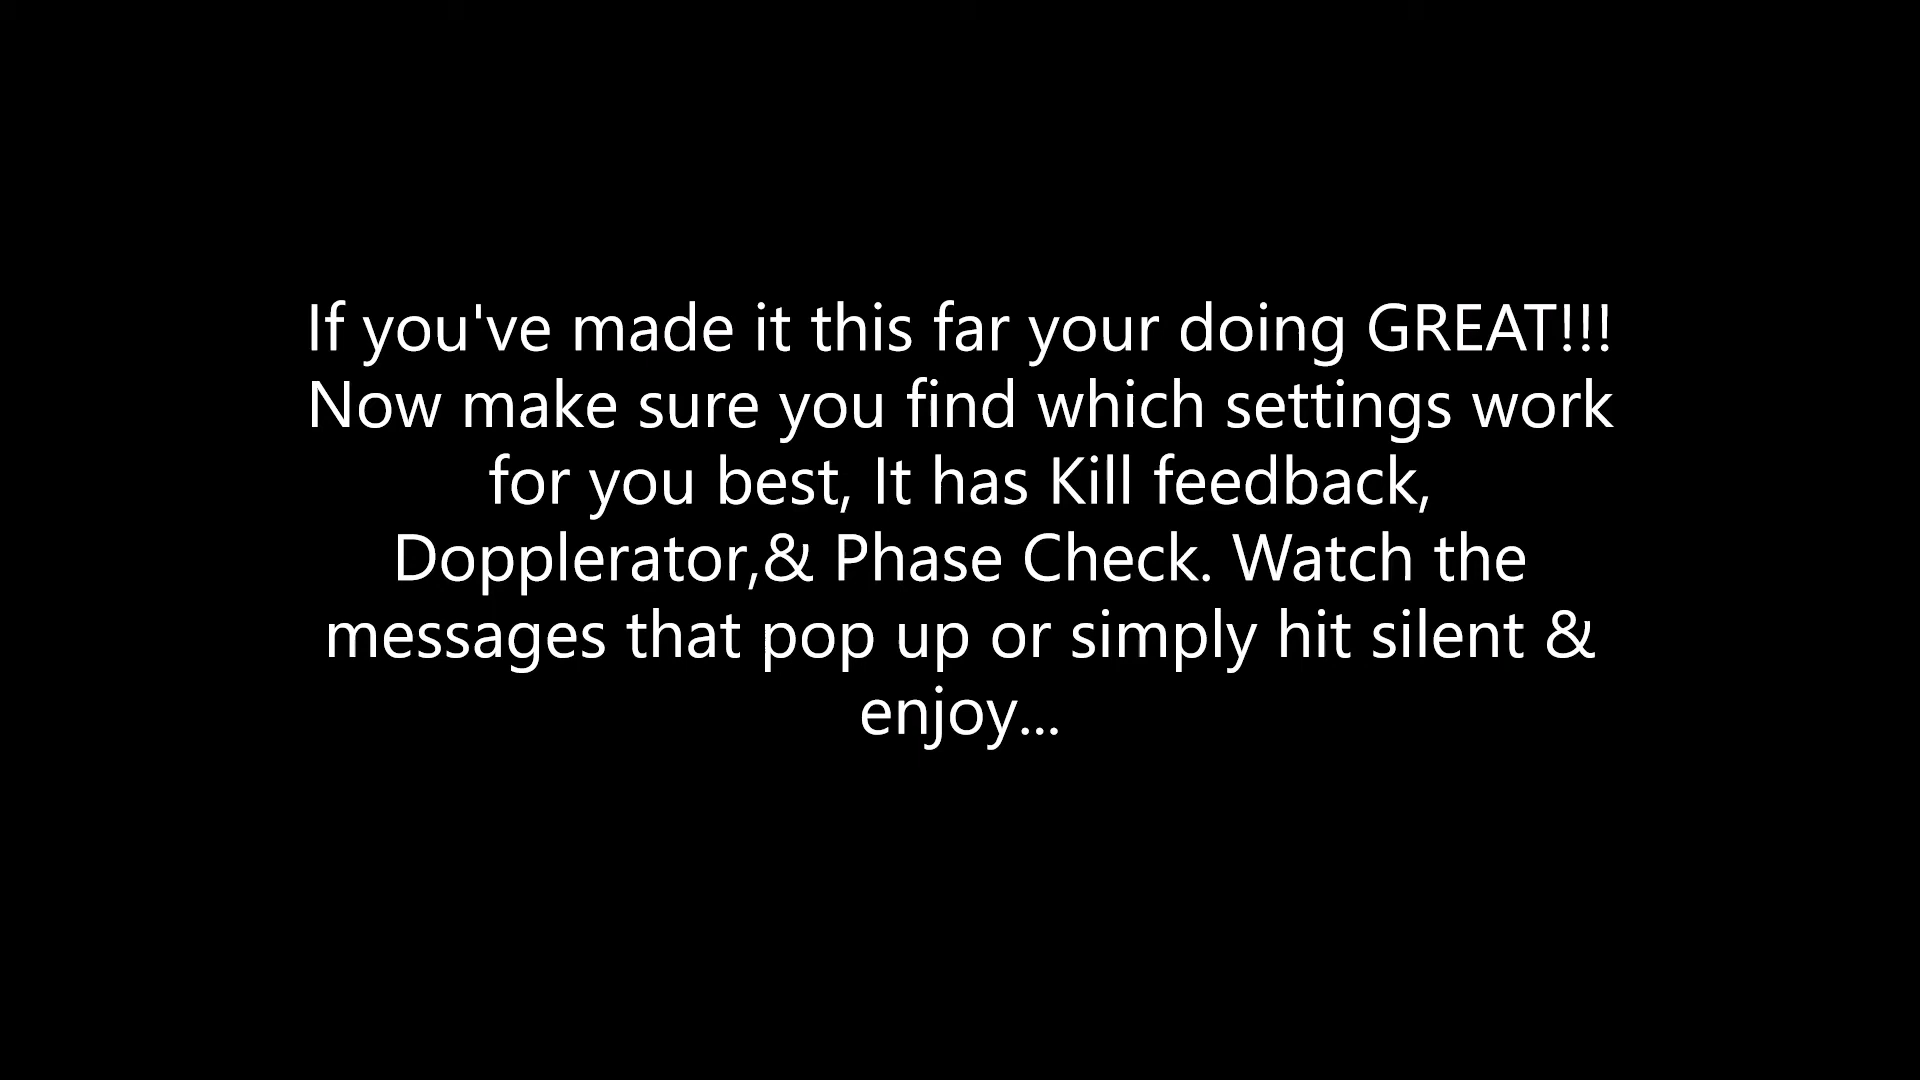 If you've made it this far your doing GREAT!!!
Now make sure you find which settings work
for you best, It has Kill feedback,
Dopplerator,& Phase Check. Watch the
messages that pop up or simply hit silent &
enjoy...